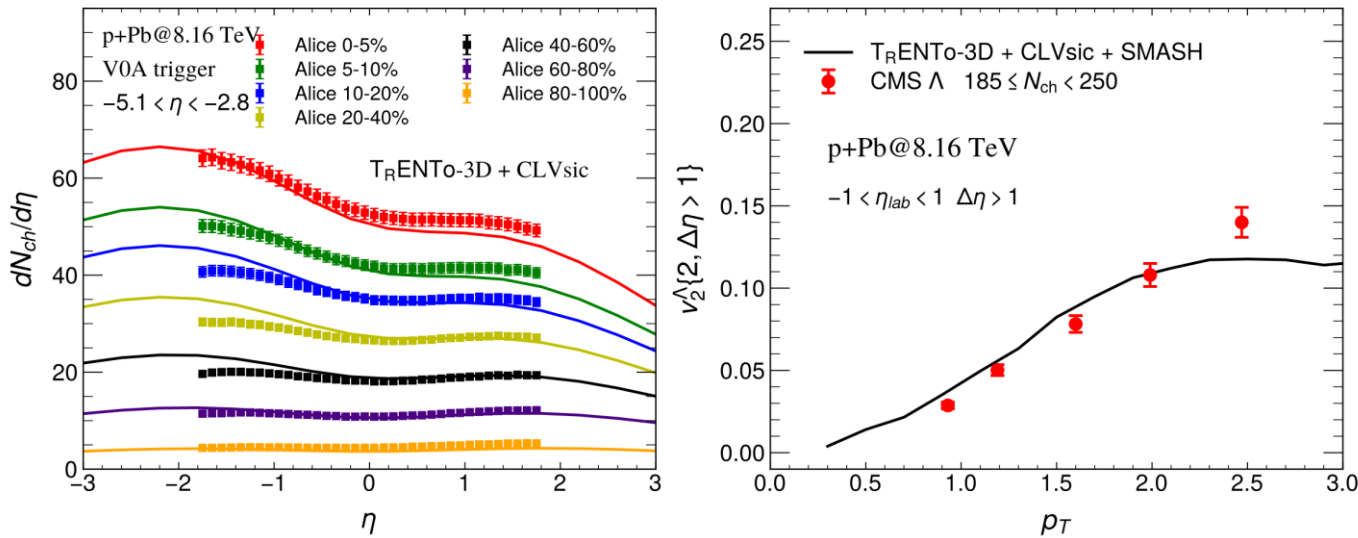 p+Pb@8.16 TeV
V0A trigger
−5.1 < η < −2.8
Alice 0-5%
Alice 5-10%
Alice 10-20%
Alice 20-40%
Alice 40-60%
Alice 60-80%
Alice 80-100%
TRENTo-3D + CLVsic
dNch/dη
80
60
40
20
0
−3 −2 −1 0 1 2 3
η
TRENTo-3D + CLVsic + SMASH
CMS Λ 185 ≤ Nch < 250
p+Pb@8.16 TeV
−1 < ηlab < 1 Δη > 1
v2^Λ{2, Δη > 1}
0.25
0.20
0.15
0.10
0.05
0.00
0.0 0.5 1.0 1.5 2.0 2.5 3.0
pT